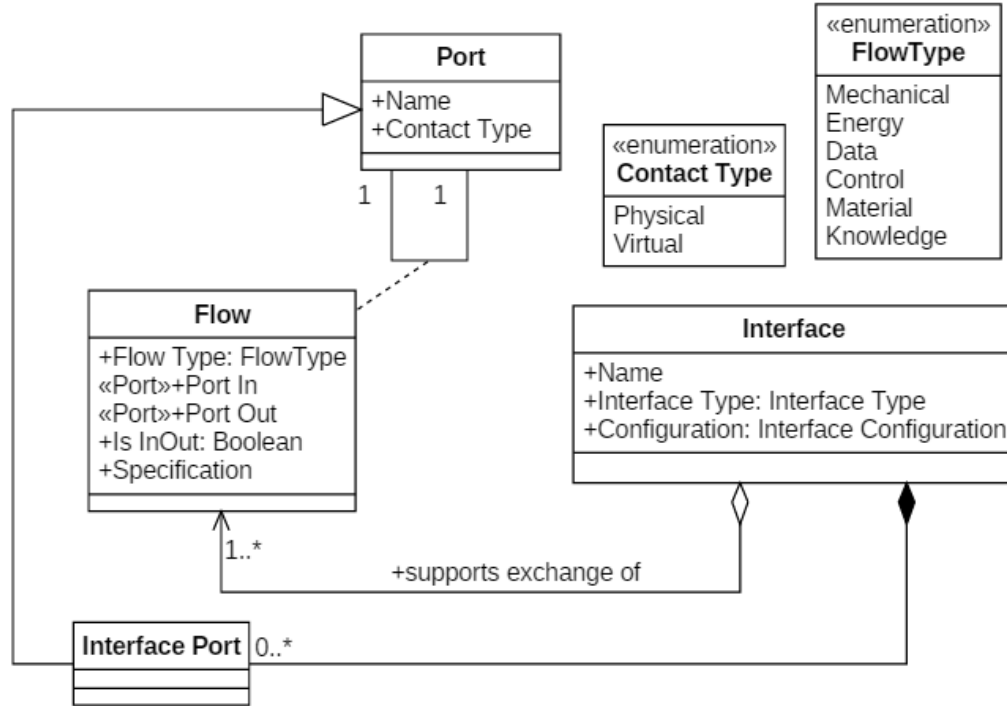 Port
+Name
+Contact Type
1
1
«enumeration»
Contact Type
Physical
Virtual
«enumeration»
FlowType
Mechanical
Energy
Data
Control
Material
Knowledge
Flow
+Flow Type: FlowType
«Port»+Port In
«Port»+Port Out
+Is InOut: Boolean
+Specification
Interface
+Name
+Interface Type: Interface Type
+Configuration: Interface Configuration
1..*
+supports exchange of
Interface Port
0..*